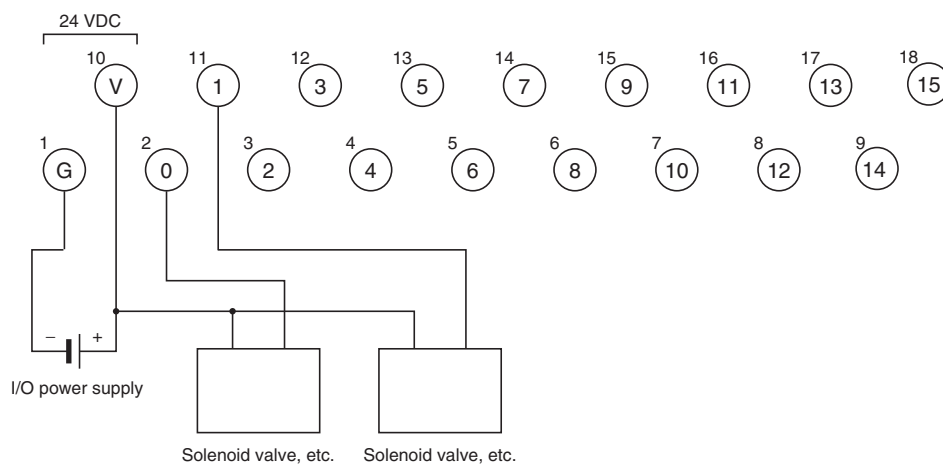 24 VDC
10 11 12 13 14 15 16 17 18
V 1 3 5 7 9 11 13 15
1 2 3 4 5 6 7 8 9
G 0 2 4 6 8 10 12 14
− +
I/O power supply
Solenoid valve, etc. Solenoid valve, etc.